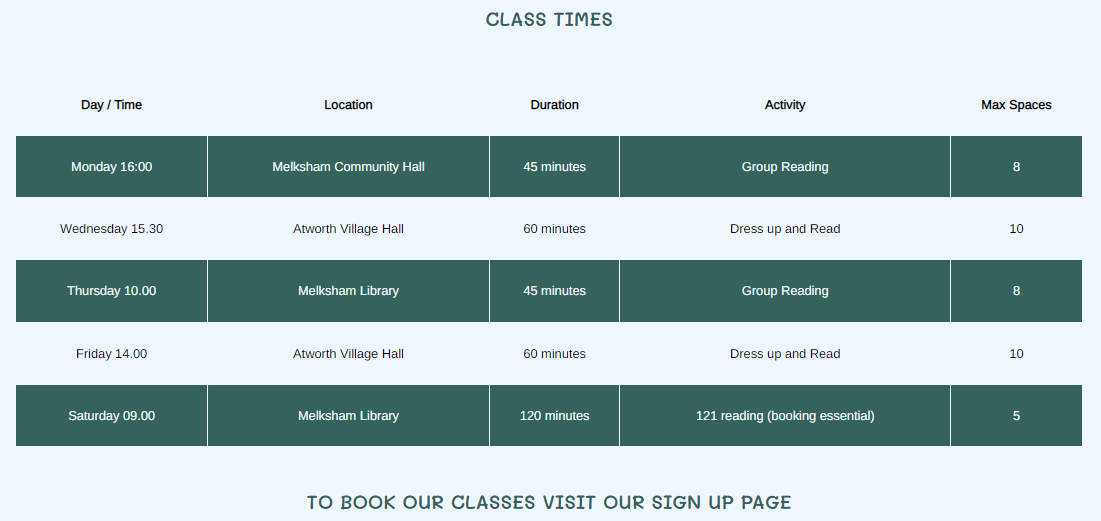 CLASS TIMES
Day / Time Location Duration Activity Max Spaces
Monday 16:00 Melksham Community Hall 45 minutes Group Reading 8
Wednesday 15.30 Atworth Village Hall 60 minutes Dress up and Read 10
Thursday 10.00 Melksham Library 45 minutes Group Reading 8
Friday 14.00 Atworth Village Hall 60 minutes Dress up and Read 10
Saturday 09.00 Melksham Library 120 minutes 121 reading (booking essential) 5
TO BOOK OUR CLASSES VISIT OUR SIGN UP PAGE